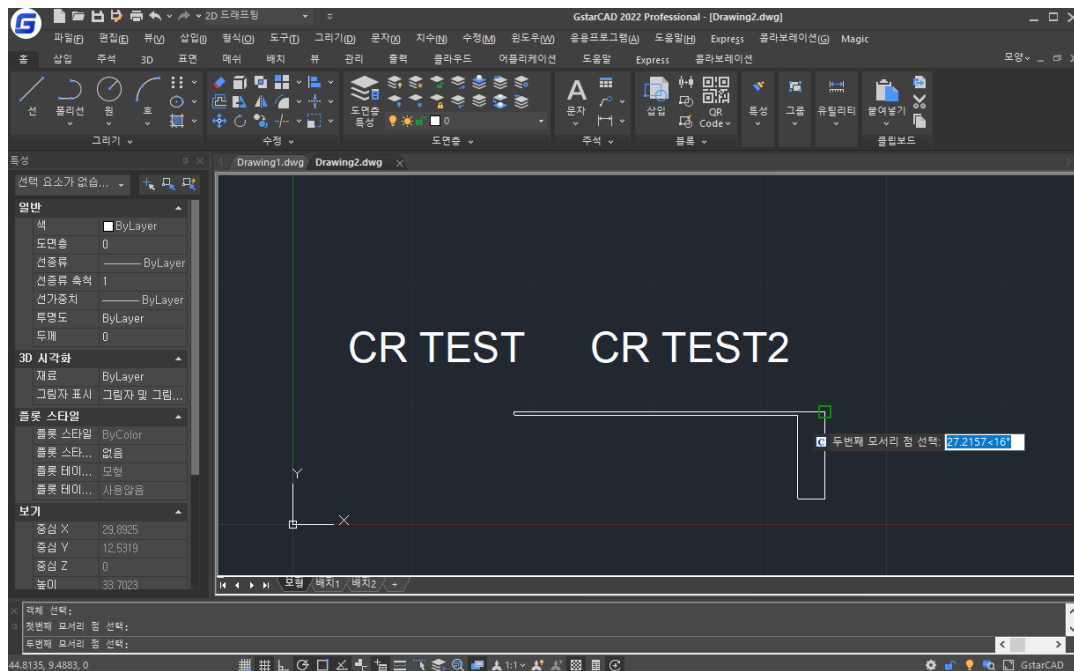 2D 드래프팅
GstarCAD 2022 Professional - [Drawing2.dwg]
파일(F) 편집(E) 뷰(V) 삽입(I) 형식(O) 도구(T) 그리기(D) 문자(X) 치수(N) 수정(M) 윈도우(W) 응용프로그램(A) 도움말(H) Express 콜라보레이션(G) Magic
홈 삽입 주석 3D 표면 메쉬 배치 뷰 관리 출력 클라우드 어플리케이션 도움말 Express 콜라보레이션 모양
선 폴리선 원 호 도면층 특성 0 문자 삽입 QR Code 특성 그룹 유틸리티 붙여넣기
그리기 수정 도면층 주석 블록 클립보드
특성
Drawing1.dwg Drawing2.dwg
선택 요소가 없습...
일반
색 ByLayer
도면층 0
선종류 ByLayer
선종류 축척 1
선가중치 ByLayer
투명도 ByLayer
두께 0
3D 시각화
재료 ByLayer
그림자 표시 그림자 및 그림...
플롯 스타일
플롯 스타일 ByColor
플롯 스타... 없음
플롯 테이... 모형
플롯 테이... 사용않음
보기
중심 X 29.8925
중심 Y 12.5319
중심 Z 0
높이 33.7023
CR TEST CR TEST2
C 두번째 모서리 점 선택: 27.2157<16°
Y
X
모형 배치1 배치2 +
객체 선택:
첫번째 모서리 점 선택:
두번째 모서리 점 선택:
44.8135, 9.4883, 0
1:1
GstarCAD